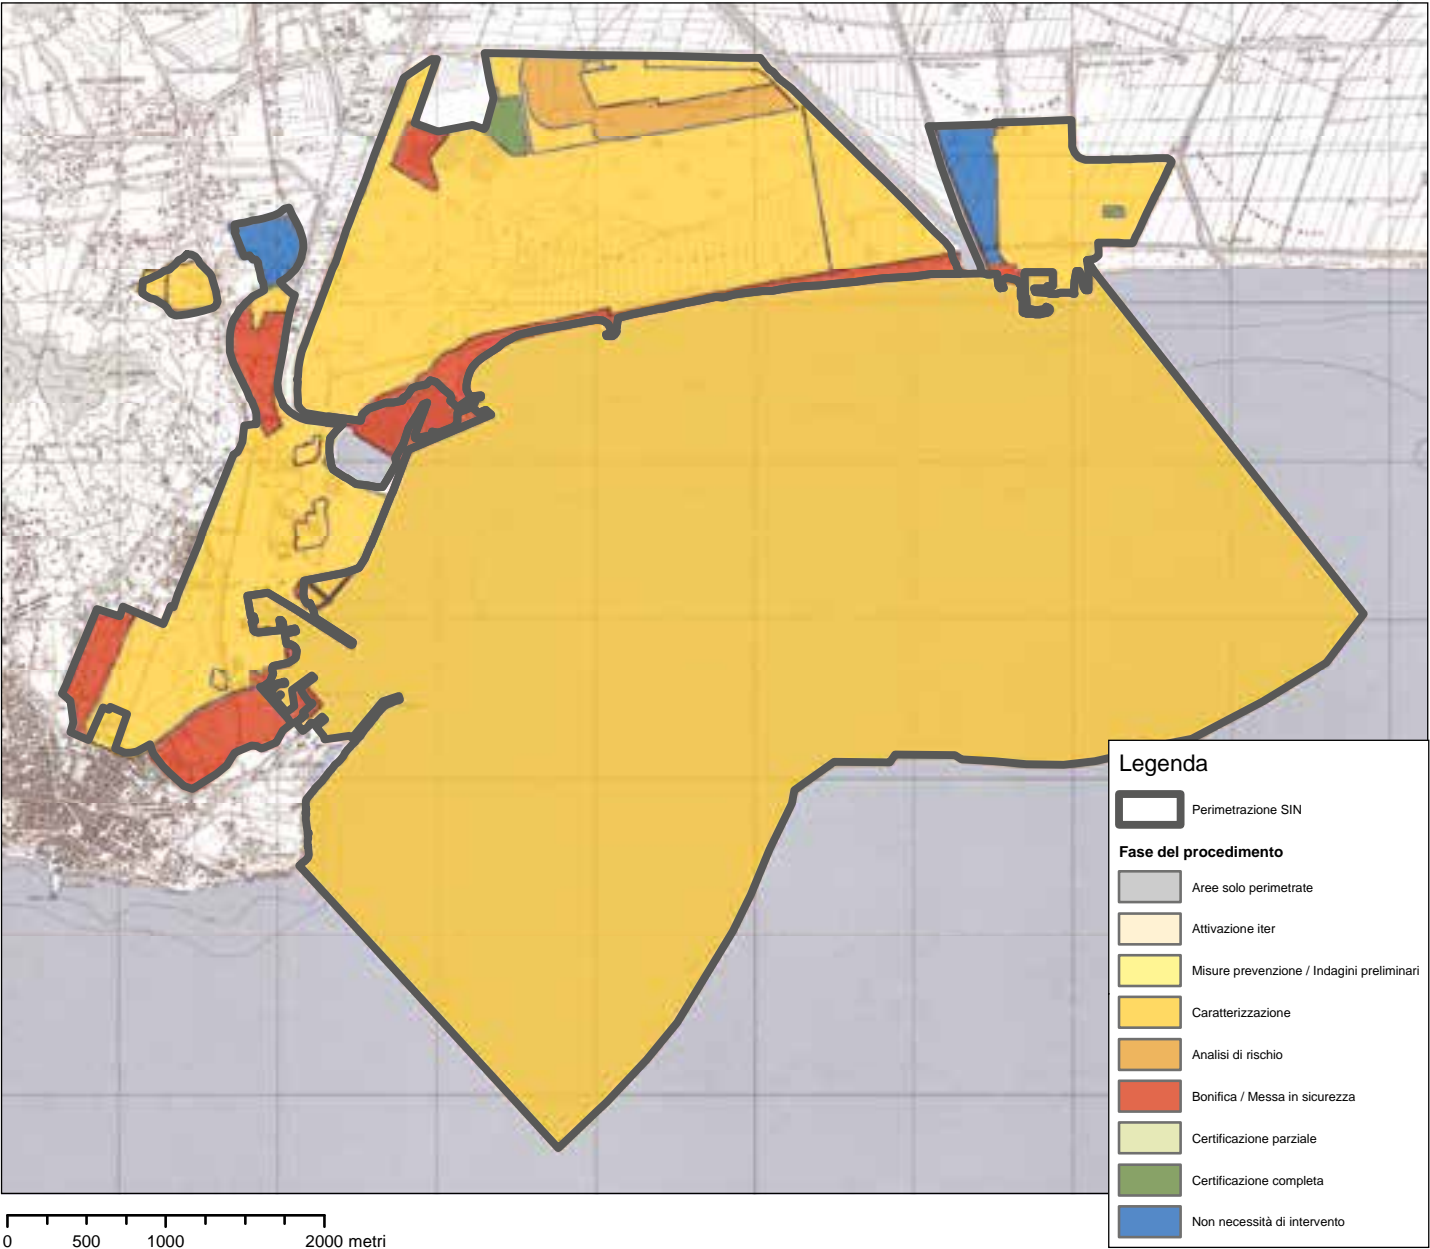 Legenda
Perimetrazione SIN
Fase del procedimento
Aree solo perimetrate
Attivazione iter
Misure prevenzione / Indagini preliminari
Caratterizzazione
Analisi di rischio
Bonifica / Messa in sicurezza
Certificazione parziale
Certificazione completa
Non necessità di intervento
0 500 1000 2000 metri